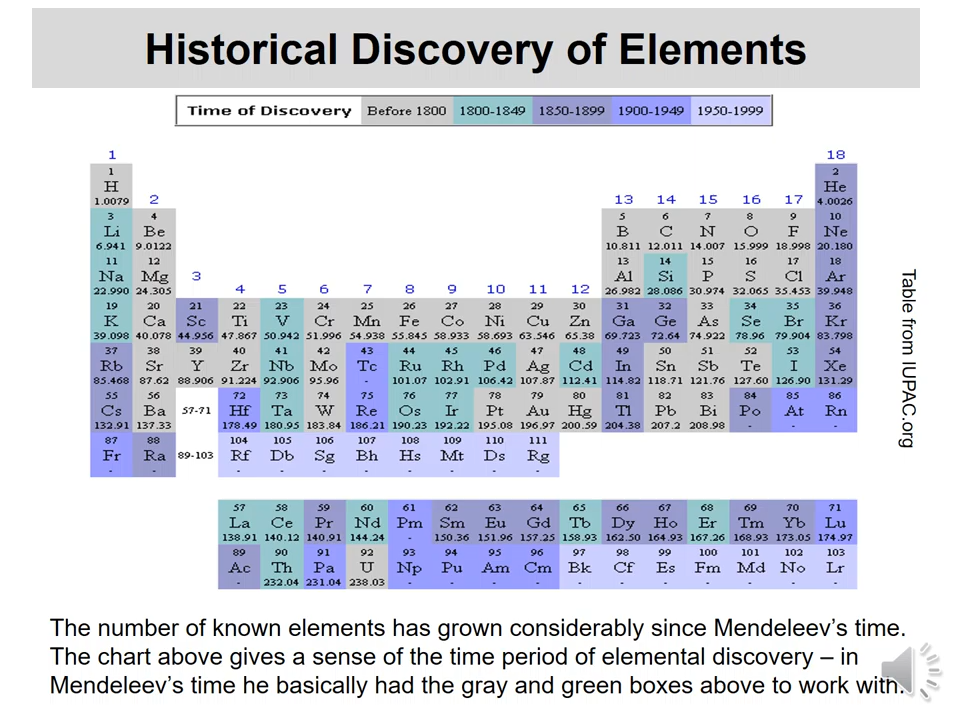 Historical Discovery of Elements
Time of Discovery Before 1800 1800-1849 1850-1899 1900-1949 1950-1999
1 18
1 2
H He
1.0079 2 13 14 15 16 17 4.0026
3 4 5 6 7 8 9 10
Li Be B C N O F Ne
6.941 9.0122 10.811 12.011 14.007 15.999 18.998 20.180
11 12 13 14 15 16 17 18
Na Mg Al Si P S Cl Ar
22.990 24.305 3 4 5 6 7 8 9 10 11 12 26.982 28.086 30.974 32.065 35.453 39.948
19 20 21 22 23 24 25 26 27 28 29 30 31 32 33 34 35 36
K Ca Sc Ti V Cr Mn Fe Co Ni Cu Zn Ga Ge As Se Br Kr
39.098 40.078 44.956 47.867 50.942 51.996 54.938 55.845 58.933 58.693 63.546 65.38 69.723 72.64 74.922 78.96 79.904 83.798
37 38 39 40 41 42 43 44 45 46 47 48 49 50 51 52 53 54
Rb Sr Y Zr Nb Mo Tc Ru Rh Pd Ag Cd In Sn Sb Te I Xe
85.468 87.62 88.906 91.224 92.906 95.96 - 101.07 102.91 106.42 107.87 112.41 114.82 118.71 121.76 127.60 126.90 131.29
55 56 72 73 74 75 76 77 78 79 80 81 82 83 84 85 86
Cs Ba 57-71 Hf Ta W Re Os Ir Pt Au Hg Tl Pb Bi Po At Rn
132.91 137.33 178.49 180.95 183.84 186.21 190.23 192.22 195.08 196.97 200.59 204.38 207.2 208.98 - - -
87 88 104 105 106 107 108 109 110 111
Fr Ra 89-103 Rf Db Sg Bh Hs Mt Ds Rg
- - - - - - - - - -
57 58 59 60 61 62 63 64 65 66 67 68 69 70 71
La Ce Pr Nd Pm Sm Eu Gd Tb Dy Ho Er Tm Yb Lu
138.91 140.12 140.91 144.24 - 150.36 151.96 157.25 158.93 162.50 164.93 167.26 168.93 173.05 174.97
89 90 91 92 93 94 95 96 97 98 99 100 101 102 103
Ac Th Pa U Np Pu Am Cm Bk Cf Es Fm Md No Lr
- 232.04 231.04 238.03 - - - - - - - - - - -
Table from IUPAC.org
The number of known elements has grown considerably since Mendeleev’s time.
The chart above gives a sense of the time period of elemental discovery – in
Mendeleev’s time he basically had the gray and green boxes above to work with.